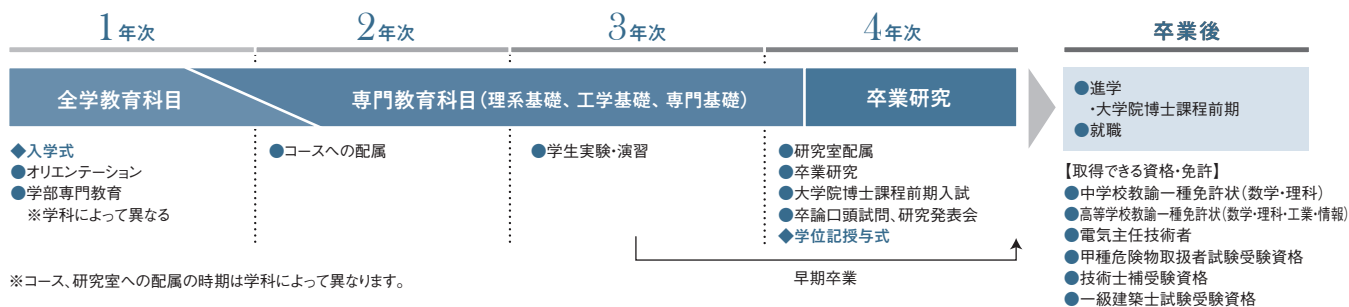 1年次
2年次
3年次
4年次
卒業後
全学教育科目
専門教育科目(理系基礎、工学基礎、専門基礎)
卒業研究
◆入学式
●オリエンテーション
●学部専門教育
※学科によって異なる
●コースへの配属
●学生実験・演習
●研究室配属
●卒業研究
●大学院博士課程前期入試
●卒論口頭試問、研究発表会
◆学位記授与式
早期卒業
※コース、研究室への配属の時期は学科によって異なります。
●進学
・大学院博士課程前期
●就職
【取得できる資格・免許】
●中学校教諭一種免許状(数学・理科)
●高等学校教諭一種免許状(数学・理科・工業・情報)
●電気主任技術者
●甲種危険物取扱者試験受験資格
●技術士補受験資格
●一級建築士試験受験資格